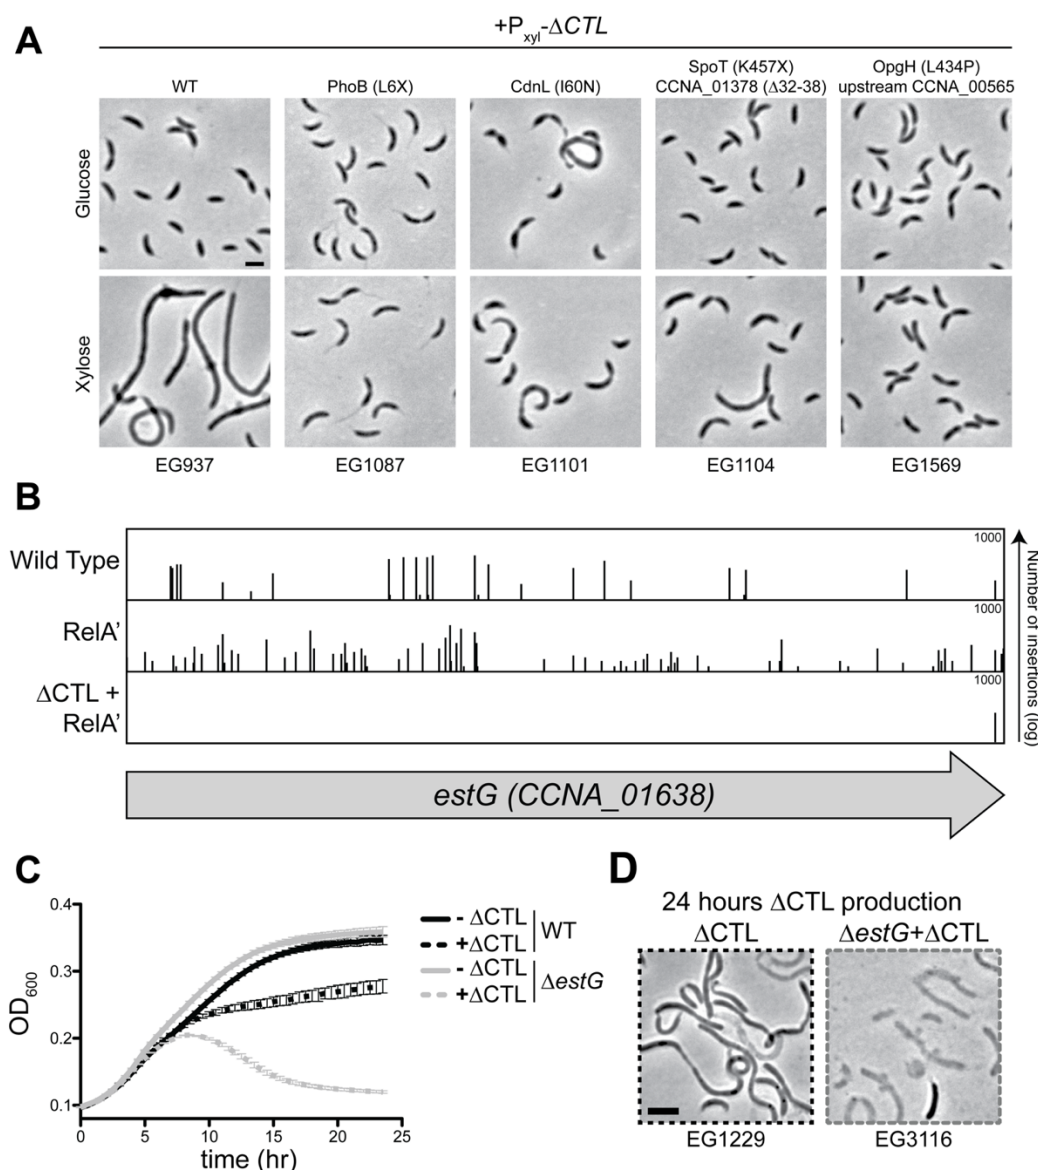 A
+Pxyl-ΔCTL
WT
PhoB (L6X)
CdnL (I60N)
SpoT (K457X)
CCNA_01378 (Δ32-38)
OpgH (L434P)
upstream CCNA_00565
Glucose
Xylose
EG937
EG1087
EG1101
EG1104
EG1569
B
Wild Type
1000
RelA'
1000
ΔCTL +
RelA'
1000
Number of insertions (log)
estG (CCNA_01638)
C
OD600
0.4
0.3
0.2
0.1
0
5
10
15
20
25
time (hr)
- ΔCTL
+ΔCTL
WT
- ΔCTL
+ΔCTL
ΔestG
D
24 hours ΔCTL production
ΔCTL
ΔestG+ΔCTL
EG1229
EG3116